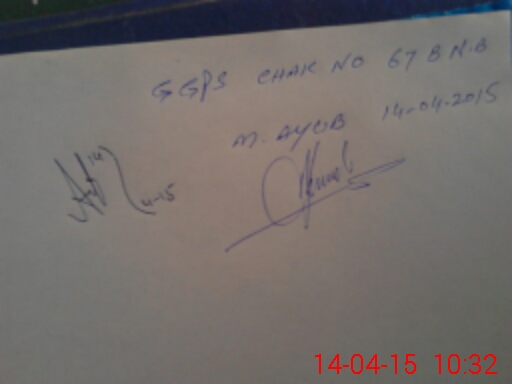 GGPS CHAK NO 67 B N.B
M. AYUB 14-04-2015
14-04-15 10:32